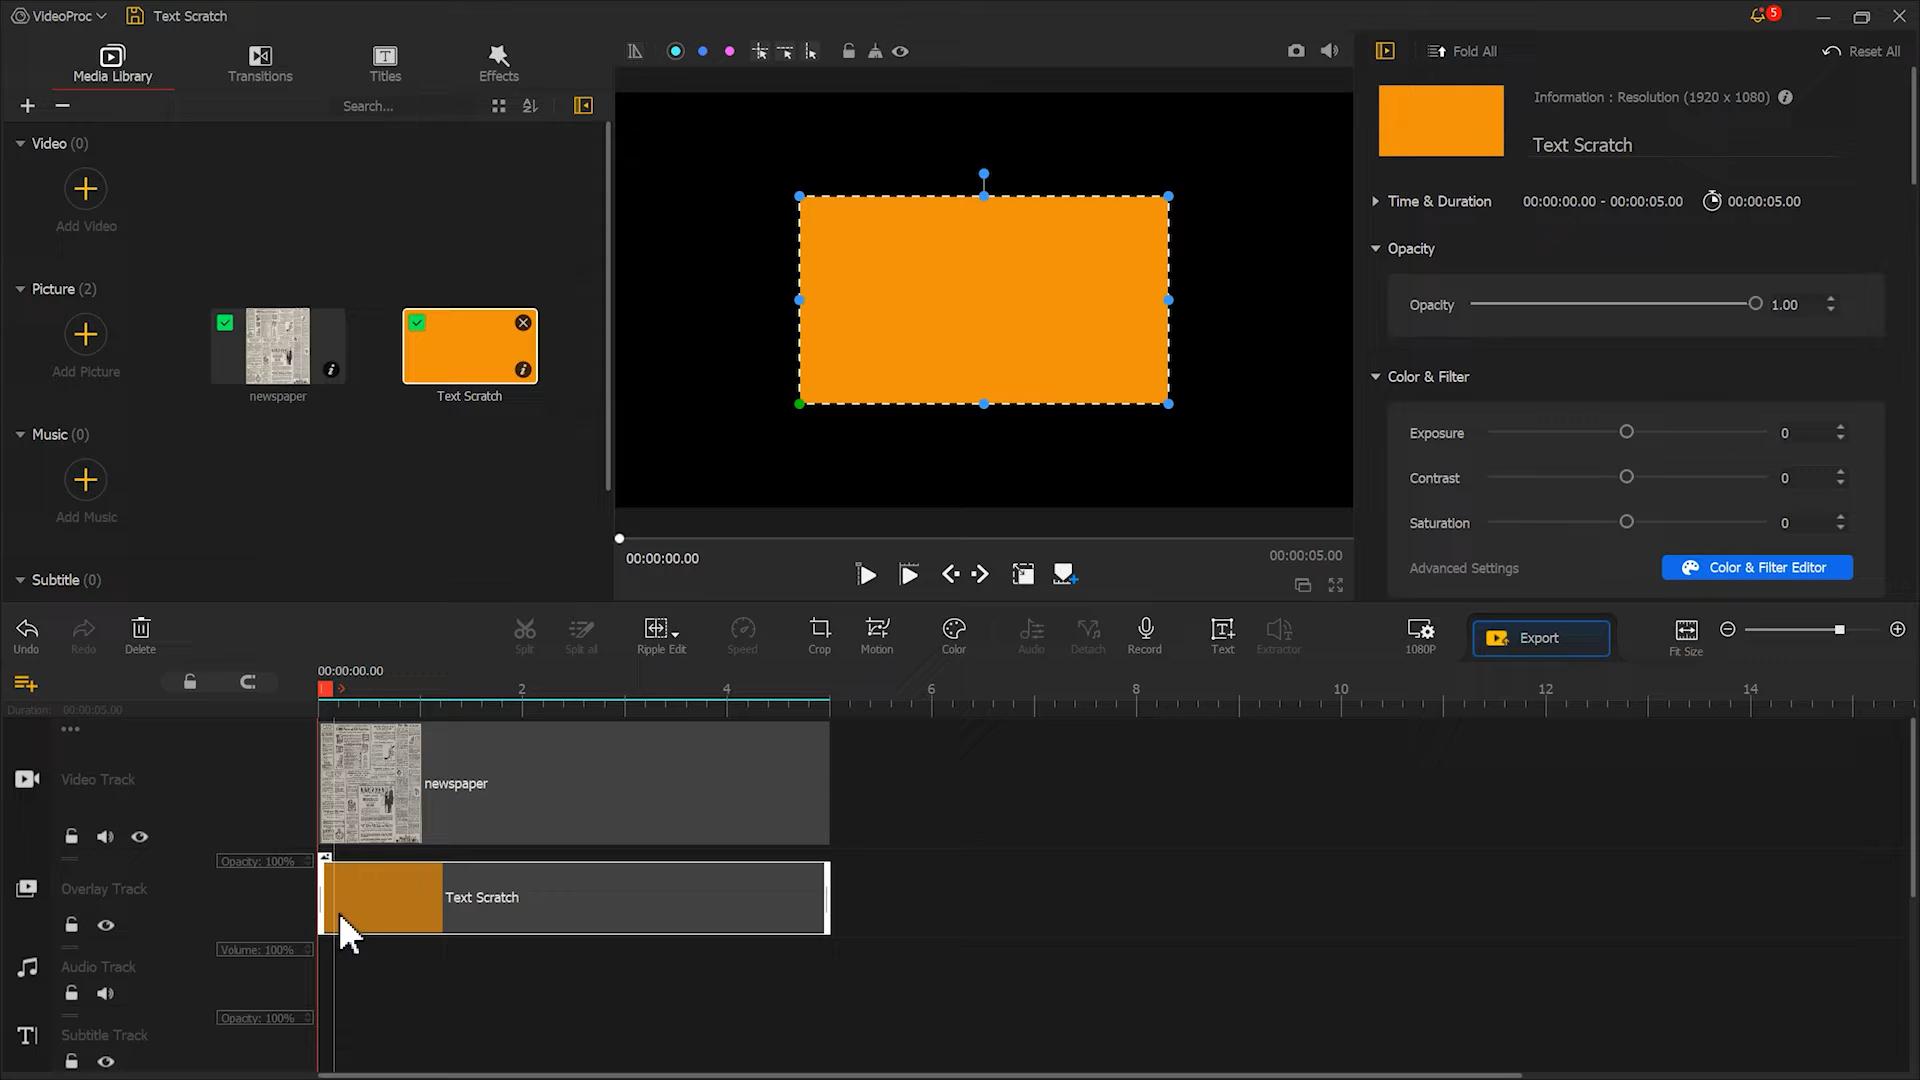 VideoProc
Text Scratch
5
Media Library
Transitions
Titles
Effects
Search...
Video (0)
Add Video
Picture (2)
Add Picture
newspaper
Text Scratch
Music (0)
Add Music
Subtitle (0)
00:00:00.00
00:00:05.00
Fold All
Reset All
Information : Resolution (1920 x 1080)
Text Scratch
Time & Duration
00:00:00.00 - 00:00:05.00
00:00:05.00
Opacity
Opacity
1.00
Color & Filter
Exposure
0
Contrast
0
Saturation
0
Advanced Settings
Color & Filter Editor
Undo
Redo
Delete
Split
Split all
Ripple Edit
Speed
Crop
Motion
Color
Audio
Detach
Record
Text
Extractor
1080P
Export
Fit Size
00:00:00.00
2
4
6
8
10
12
14
Duration: 00:00:05.00
Video Track
newspaper
Opacity: 100%
Overlay Track
Text Scratch
Volume: 100%
Audio Track
Opacity: 100%
Subtitle Track